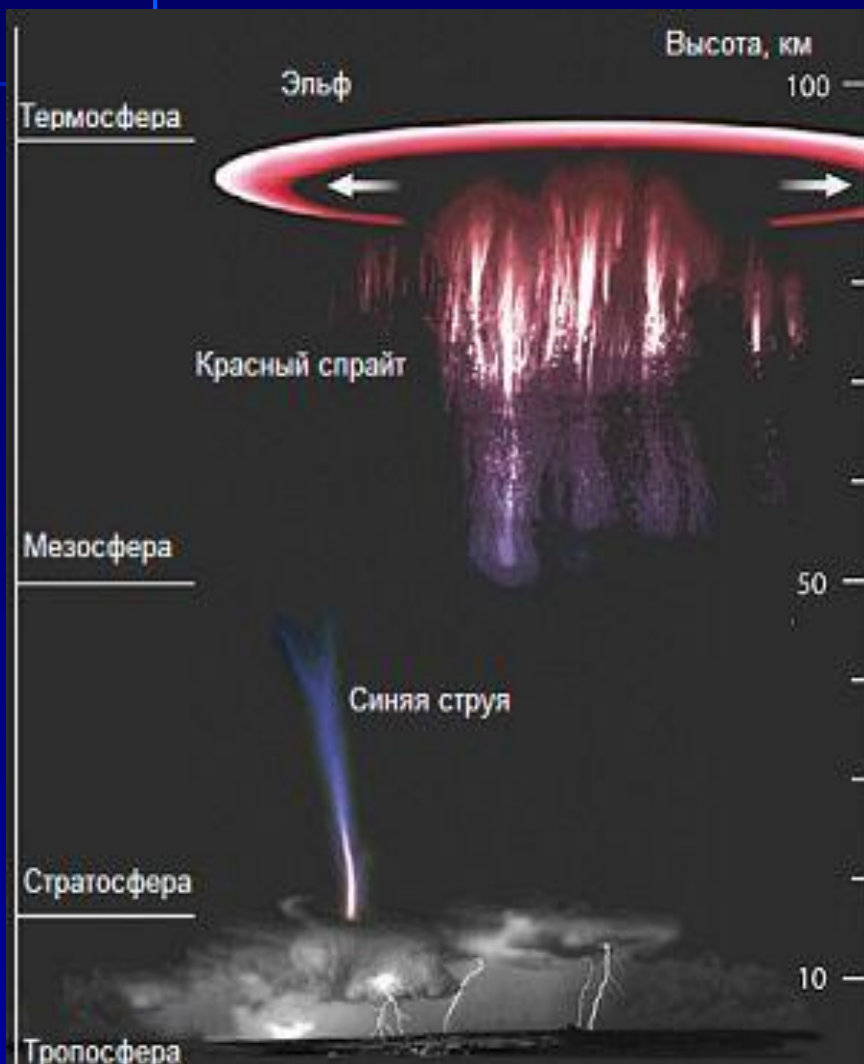 Высота, км
Эльф
100
Термосфера
Красный спрайт
Мезосфера
50
Синяя струя
Стратосфера
10
Тропосфера